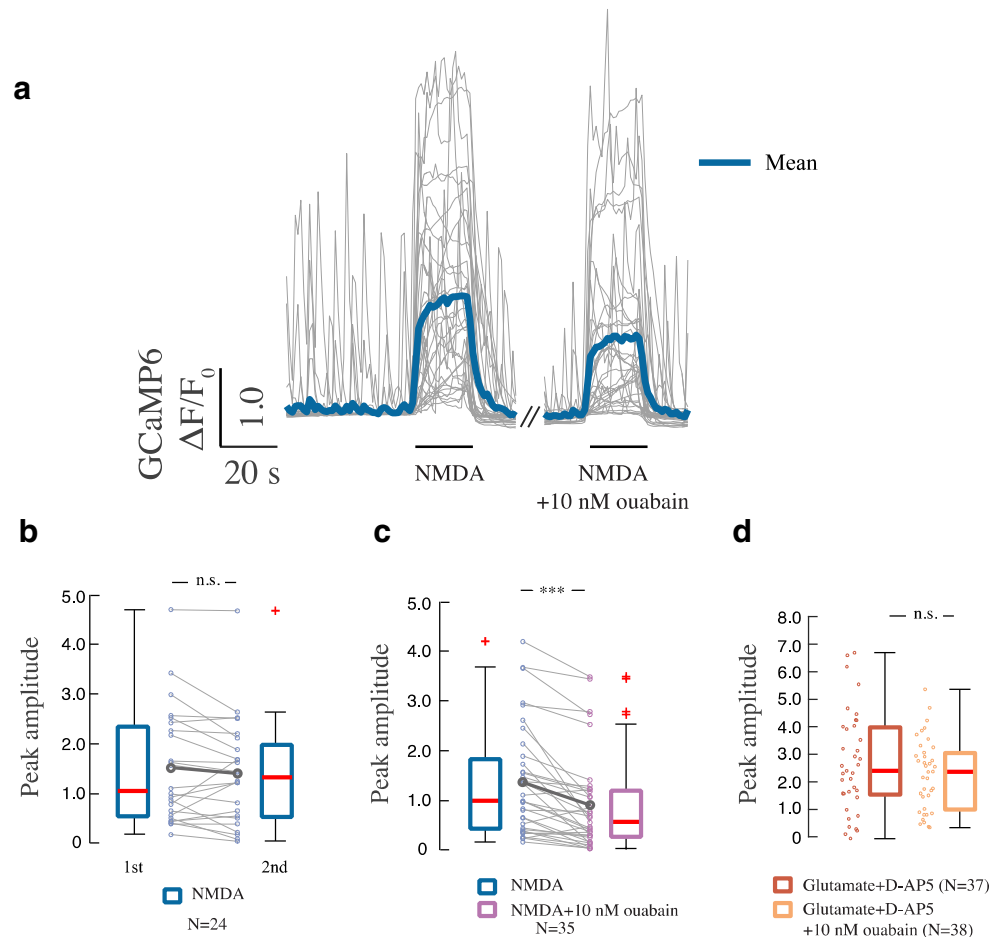 a
Mean
GCaMP6
ΔF/F0
1.0
20 s
NMDA
NMDA
+10 nM ouabain
b
n.s.
Peak amplitude
5.0
4.0
3.0
2.0
1.0
0
1st
2nd
NMDA
N=24
c
***
Peak amplitude
5.0
4.0
3.0
2.0
1.0
0
NMDA
NMDA+10 nM ouabain
N=35
d
n.s.
Peak amplitude
8.0
7.0
6.0
5.0
4.0
3.0
2.0
1.0
0
Glutamate+D-AP5 (N=37)
Glutamate+D-AP5
+10 nM ouabain (N=38)